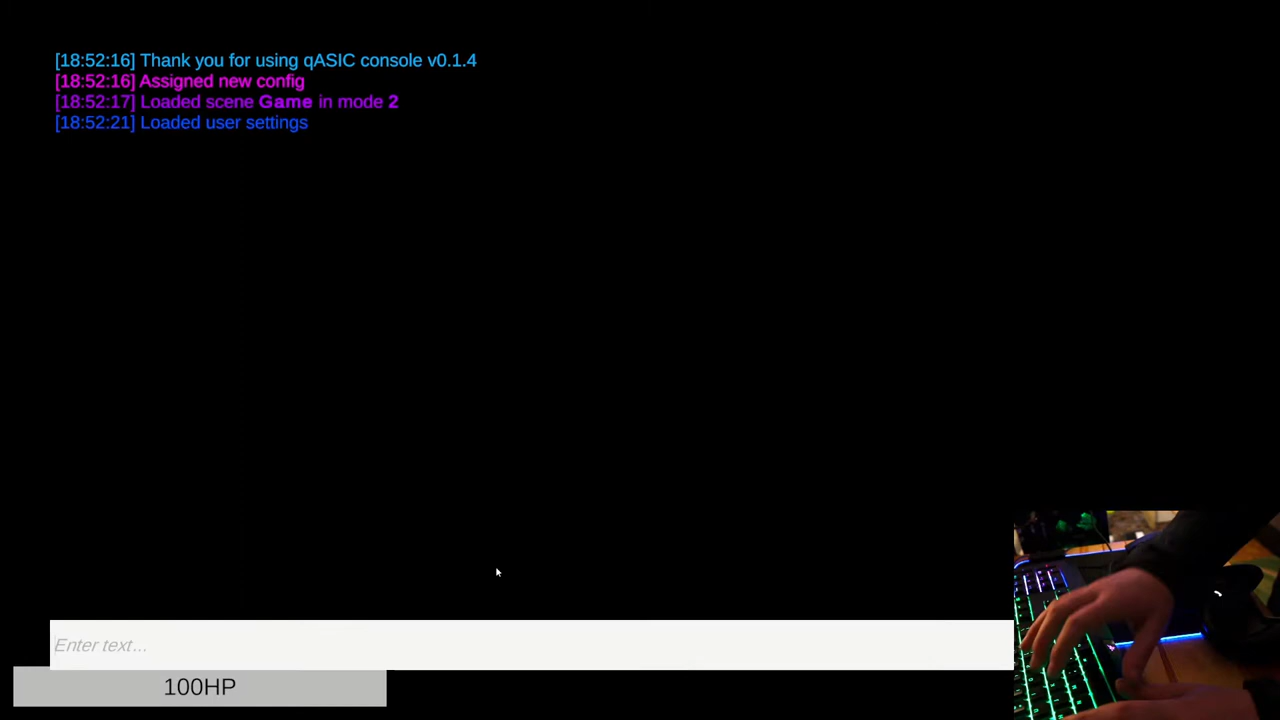 [18:52:16] Thank you for using qASIC console v0.1.4
[18:52:16] Assigned new config
[18:52:17] Loaded scene Game in mode 2
[18:52:21] Loaded user settings
Enter text...
100HP